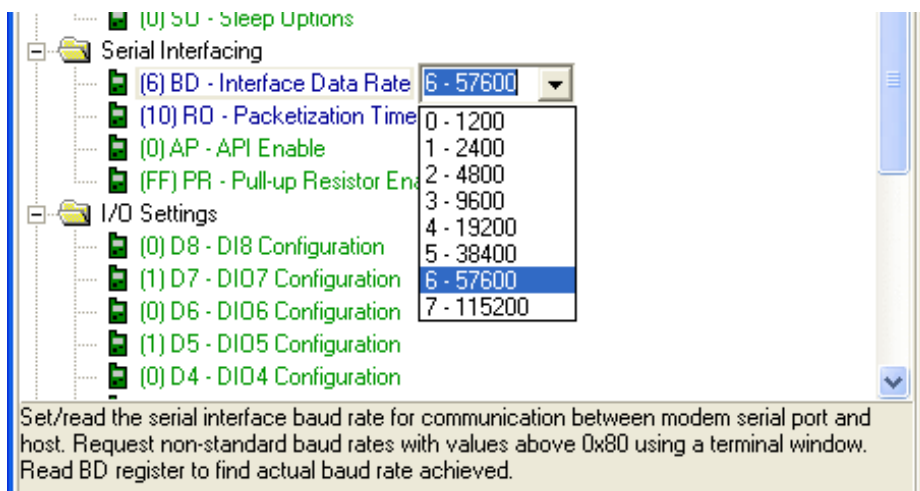 (0) SO - Sleep Options
Serial Interfacing
(6) BD - Interface Data Rate 6 - 57600
(10) RO - Packetization Time
0 - 1200
(0) AP - API Enable
1 - 2400
(FF) PR - Pull-up Resistor Ena
2 - 4800
3 - 9600
I/O Settings
4 - 19200
(0) D8 - DI8 Configuration
5 - 38400
(1) D7 - DIO7 Configuration
6 - 57600
(0) D6 - DIO6 Configuration
7 - 115200
(1) D5 - DIO5 Configuration
(0) D4 - DIO4 Configuration
Set/read the serial interface baud rate for communication between modem serial port and
host. Request non-standard baud rates with values above 0x80 using a terminal window.
Read BD register to find actual baud rate achieved.